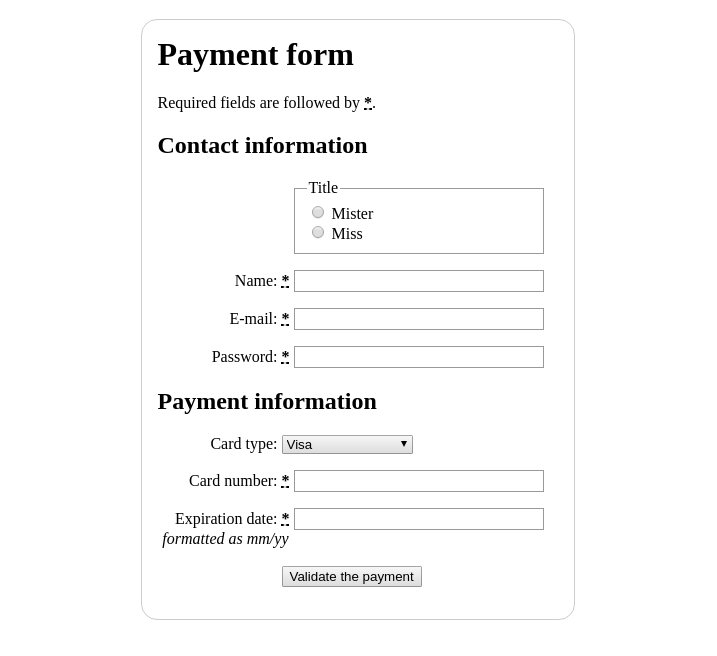 Payment form
Required fields are followed by *.
Contact information
Title
Mister
Miss
Name: *
E-mail: *
Password: *
Payment information
Card type: Visa
Card number: *
Expiration date: *
formatted as mm/yy
Validate the payment